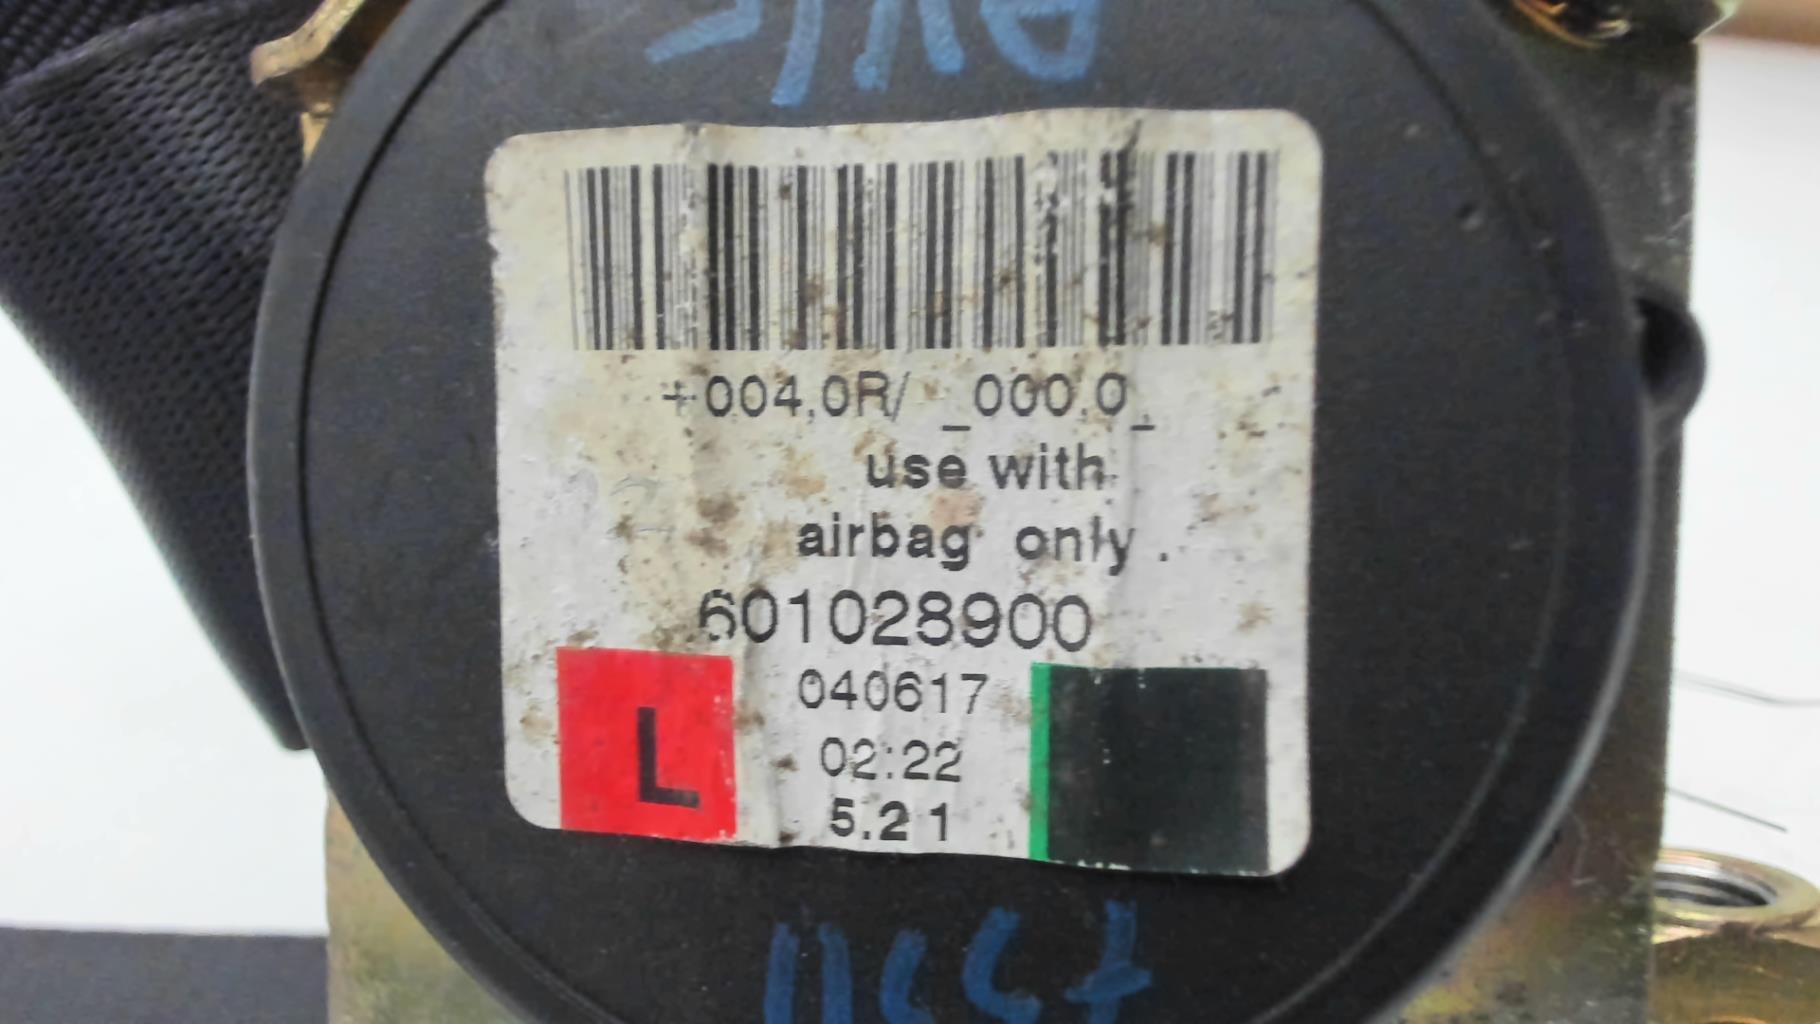 +004,0R/ _000,0_
use with
airbag only.
601028900
040617
02:22
5.21
L